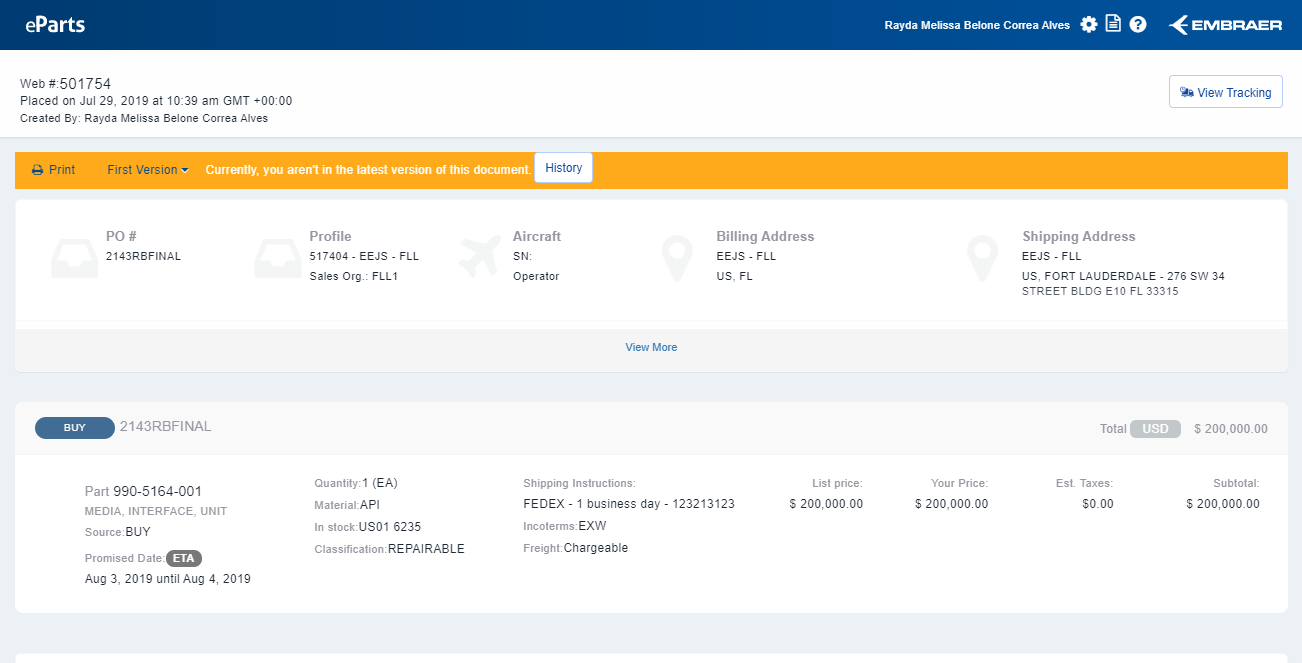 eParts
Rayda Melissa Belone Correa Alves
EMBRAER
Web #:501754
Placed on Jul 29, 2019 at 10:39 am GMT +00:00
Created By: Rayda Melissa Belone Correa Alves
View Tracking
Print
First Version
Currently, you aren't in the latest version of this document.
History
PO #
2143RBFINAL
Profile
517404 - EEJS - FLL
Sales Org.: FLL1
Aircraft
SN:
Operator
Billing Address
EEJS - FLL
US, FL
Shipping Address
EEJS - FLL
US, FORT LAUDERDALE - 276 SW 34
STREET BLDG E10 FL 33315
View More
BUY
2143RBFINAL
Total USD $ 200,000.00
Part 990-5164-001
MEDIA, INTERFACE, UNIT
Source:BUY
Promised Date: ETA
Aug 3, 2019 until Aug 4, 2019
Quantity:1 (EA)
Material:API
In stock:US01 6235
Classification:REPAIRABLE
Shipping Instructions:
FEDEX - 1 business day - 123213123
Incoterms:EXW
Freight:Chargeable
List price:
$ 200,000.00
Your Price:
$ 200,000.00
Est. Taxes:
$0.00
Subtotal:
$ 200,000.00